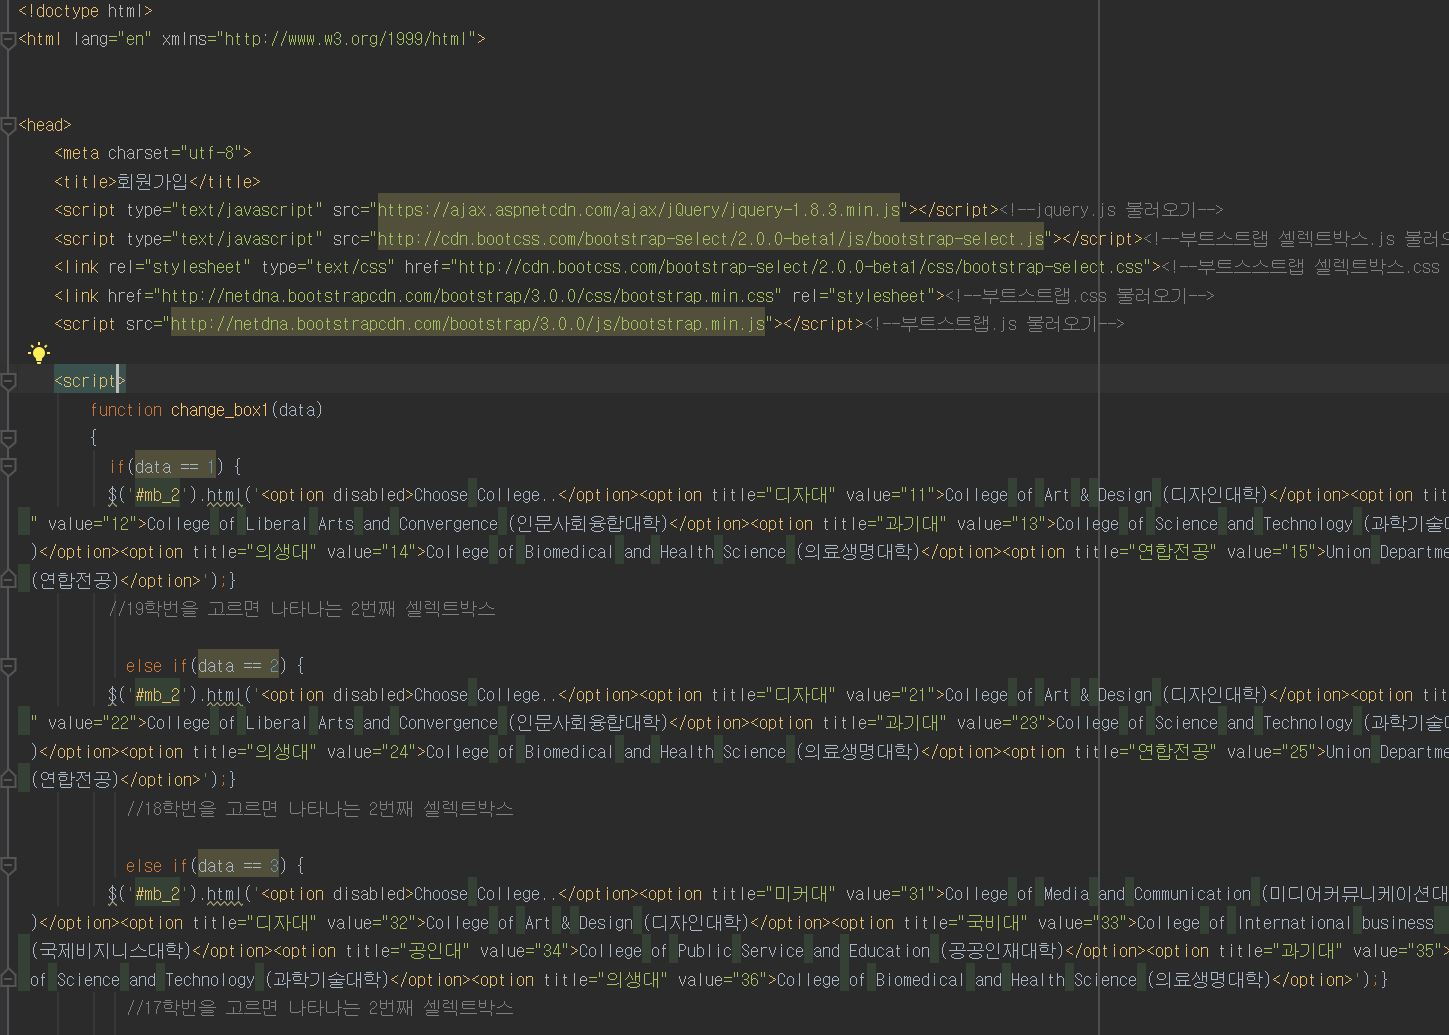 <!doctype html>
<html lang="en" xmlns="http://www.w3.org/1999/html">
<head>
<meta charset="utf-8">
<title>회원가입</title>
<script type="text/javascript" src="https://ajax.aspnetcdn.com/ajax/jQuery/jquery-1.8.3.min.js"></script><!--jquery.js 불러오기-->
<script type="text/javascript" src="http://cdn.bootcss.com/bootstrap-select/2.0.0-beta1/js/bootstrap-select.js"></script><!--부트스트랩 셀렉트박스.js 불러오
<link rel="stylesheet" type="text/css" href="http://cdn.bootcss.com/bootstrap-select/2.0.0-beta1/css/bootstrap-select.css"><!--부트스스트랩 셀렉트박스.css
<link href="http://netdna.bootstrapcdn.com/bootstrap/3.0.0/css/bootstrap.min.css" rel="stylesheet"><!--부트스트랩.css 불러오기-->
<script src="http://netdna.bootstrapcdn.com/bootstrap/3.0.0/js/bootstrap.min.js"></script><!--부트스트랩.js 불러오기-->
<script>
function change_box1(data)
{
if(data == 1) {
$('#mb_2').html('<option disabled>Choose College..</option><option title="디자대" value="11">College of Art & Design (디자인대학)</option><option tit
" value="12">College of Liberal Arts and Convergence (인문사회융합대학)</option><option title="과기대" value="13">College of Science and Technology (과학기술대
)</option><option title="의생대" value="14">College of Biomedical and Health Science (의료생명대학)</option><option title="연합전공" value="15">Union Departme
(연합전공)</option>');}
//19학번을 고르면 나타나는 2번째 셀렉트박스
else if(data == 2) {
$('#mb_2').html('<option disabled>Choose College..</option><option title="디자대" value="21">College of Art & Design (디자인대학)</option><option tit
" value="22">College of Liberal Arts and Convergence (인문사회융합대학)</option><option title="과기대" value="23">College of Science and Technology (과학기술대
)</option><option title="의생대" value="24">College of Biomedical and Health Science (의료생명대학)</option><option title="연합전공" value="25">Union Departme
(연합전공)</option>');}
//18학번을 고르면 나타나는 2번째 셀렉트박스
else if(data == 3) {
$('#mb_2').html('<option disabled>Choose College..</option><option title="미커대" value="31">College of Media and Communication (미디어커뮤니케이션대
)</option><option title="디자대" value="32">College of Art & Design (디자인대학)</option><option title="국비대" value="33">College of International business
(국제비지니스대학)</option><option title="공인대" value="34">College of Public Service and Education (공공인재대학)</option><option title="과기대" value="35">
of Science and Technology (과학기술대학)</option><option title="의생대" value="36">College of Biomedical and Health Science (의료생명대학)</option>');}
//17학번을 고르면 나타나는 2번째 셀렉트박스